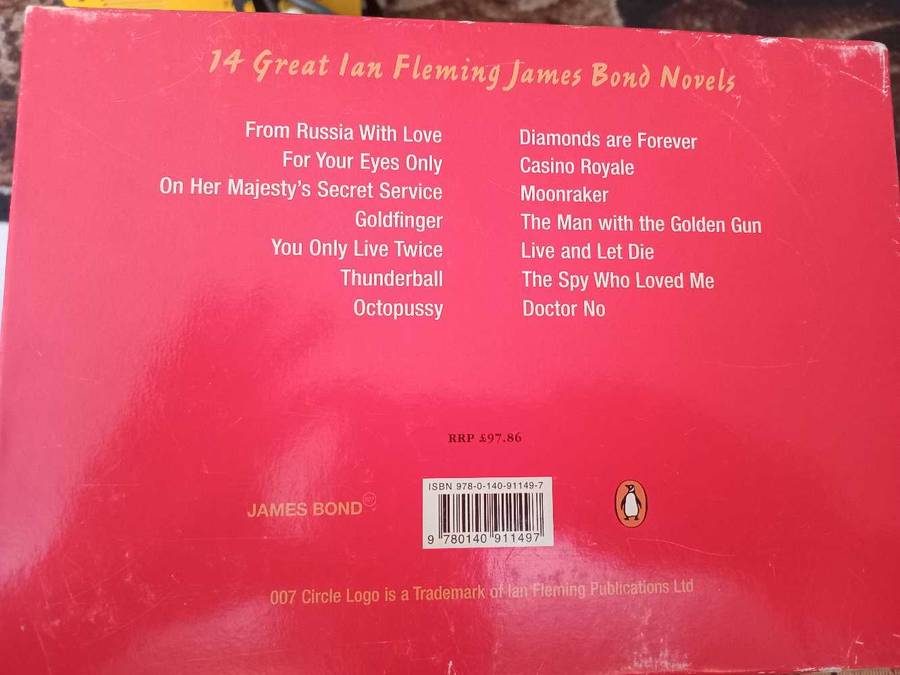 14 Great Ian Fleming James Bond Novels
From Russia With Love
For Your Eyes Only
On Her Majesty's Secret Service
Goldfinger
You Only Live Twice
Thunderball
Octopussy
Diamonds are Forever
Casino Royale
Moonraker
The Man with the Golden Gun
Live and Let Die
The Spy Who Loved Me
Doctor No
RRP £97.86
ISBN 978-0-140-91149-7
9 780140 911497
JAMES BOND
007 Circle Logo is a Trademark of Ian Fleming Publications Ltd